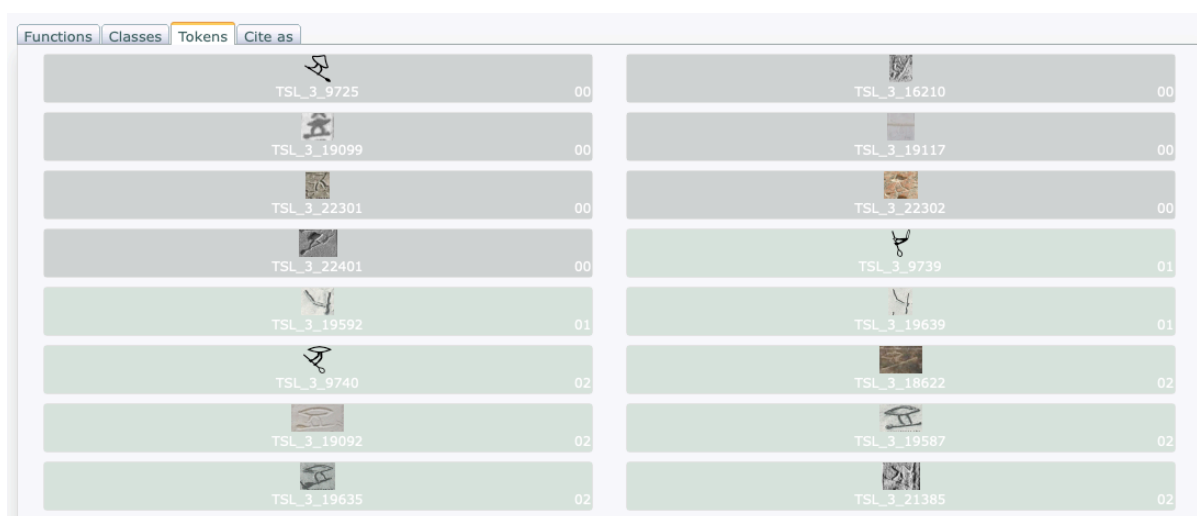 Functions Classes Tokens Cite as
TSL_3_9725 00 TSL_3_16210 00
TSL_3_19099 00 TSL_3_19117 00
TSL_3_22301 00 TSL_3_22302 00
TSL_3_22401 00 TSL_3_9739 01
TSL_3_19592 01 TSL_3_19639 01
TSL_3_9740 02 TSL_3_18622 02
TSL_3_19092 02 TSL_3_19587 02
TSL_3_19635 02 TSL_3_21385 02